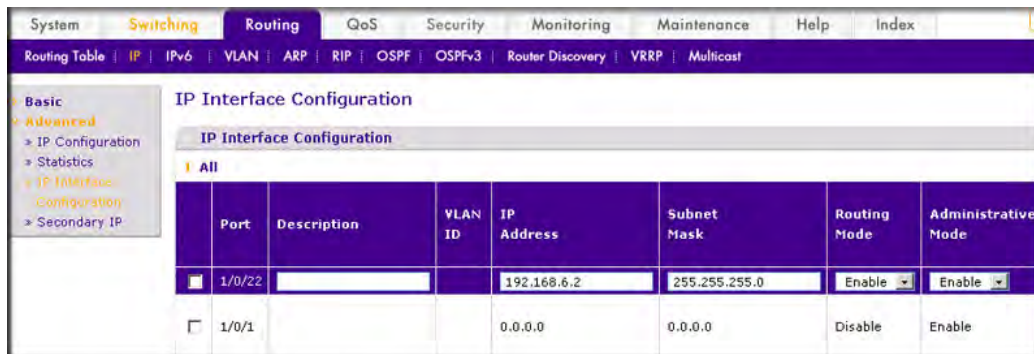 System Switching Routing QoS Security Monitoring Maintenance Help Index
Routing Table IP IPv6 VLAN ARP RIP OSPF OSPFv3 Router Discovery VRRP Multicast
Basic
Advanced
» IP Configuration
» Statistics
» IP Interface
Configuration
» Secondary IP
IP Interface Configuration
IP Interface Configuration
All
Port Description VLAN ID IP Address Subnet Mask Routing Mode Administrative Mode
1/0/22 192.168.6.2 255.255.255.0 Enable Enable
1/0/1 0.0.0.0 0.0.0.0 Disable Enable